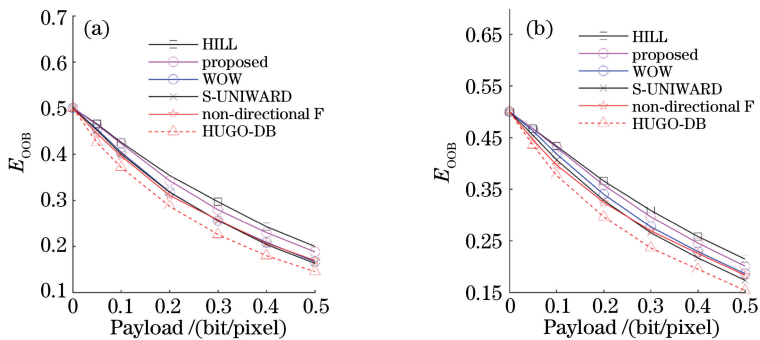 (a)
0.7
0.6
0.5
0.4
0.3
0.2
0.1
E_OOB
HILL
proposed
WOW
S-UNIWARD
non-directional F
HUGO-DB
0 0.1 0.2 0.3 0.4 0.5
Payload /(bit/pixel)
(b)
0.65
0.55
0.45
0.35
0.25
0.15
E_OOB
HILL
proposed
WOW
S-UNIWARD
non-directional F
HUGO-DB
0 0.1 0.2 0.3 0.4 0.5
Payload /(bit/pixel)